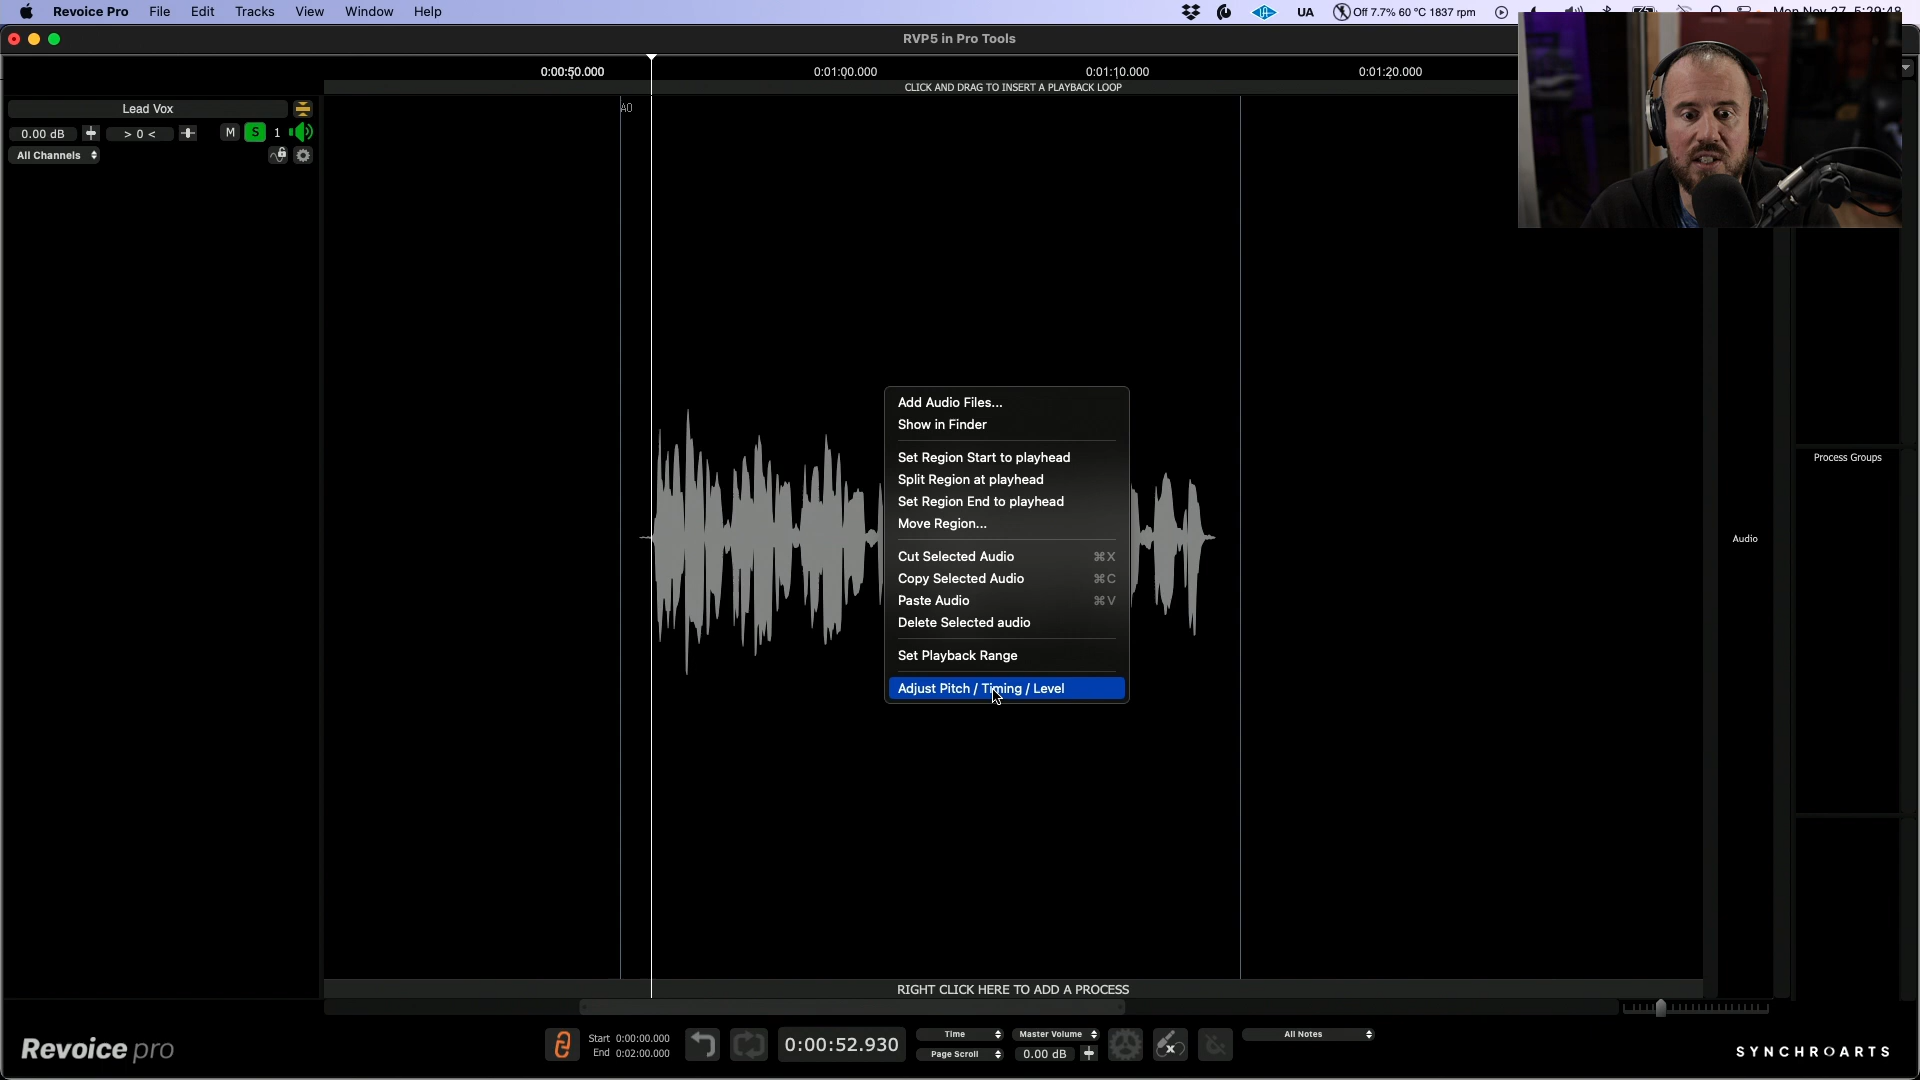 Revoice Pro File Edit Tracks View Window Help
UA Off 7.7% 60 °C 1837 rpm Mon Nov 27, 5:29:48
RVP5 in Pro Tools
0:00:50.000 0:01:00.000 0:01:10.000 0:01:20.000
CLICK AND DRAG TO INSERT A PLAYBACK LOOP
Lead Vox
0.00 dB > 0 < M S 1
All Channels
A0
Add Audio Files...
Show in Finder
Set Region Start to playhead
Split Region at playhead
Set Region End to playhead
Move Region...
Cut Selected Audio ⌘X
Copy Selected Audio ⌘C
Paste Audio ⌘V
Delete Selected audio
Set Playback Range
Adjust Pitch / Timing / Level
Process Groups
Audio
RIGHT CLICK HERE TO ADD A PROCESS
Revoice pro
Start 0:00:00.000
End 0:02:00.000
0:00:52.930
Time
Page Scroll
Master Volume
0.00 dB
All Notes
SYNCHROARTS